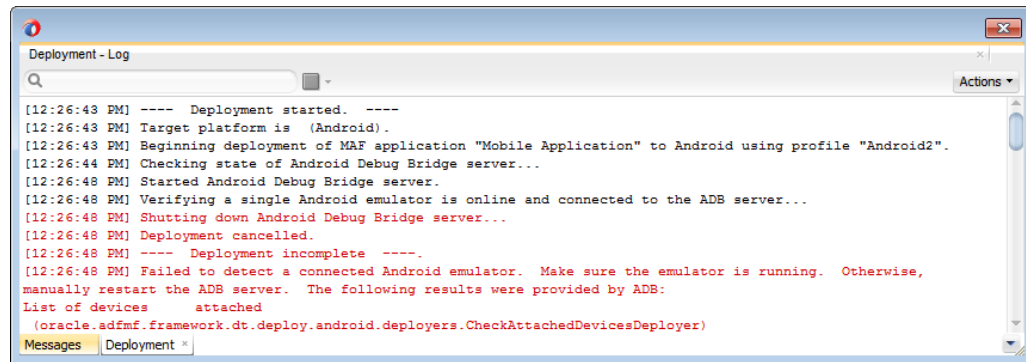 Deployment - Log
Actions
[12:26:43 PM] ----  Deployment started.  ----
[12:26:43 PM] Target platform is  (Android).
[12:26:43 PM] Beginning deployment of MAF application "Mobile Application" to Android using profile "Android2".
[12:26:44 PM] Checking state of Android Debug Bridge server...
[12:26:48 PM] Started Android Debug Bridge server.
[12:26:48 PM] Verifying a single Android emulator is online and connected to the ADB server...
[12:26:48 PM] Shutting down Android Debug Bridge server...
[12:26:48 PM] Deployment cancelled.
[12:26:48 PM] ----  Deployment incomplete  ----.
[12:26:48 PM] Failed to detect a connected Android emulator.  Make sure the emulator is running.  Otherwise,
manually restart the ADB server.  The following results were provided by ADB:
List of devices      attached
(oracle.adfmf.framework.dt.deploy.android.deployers.CheckAttachedDevicesDeployer)
Messages
Deployment